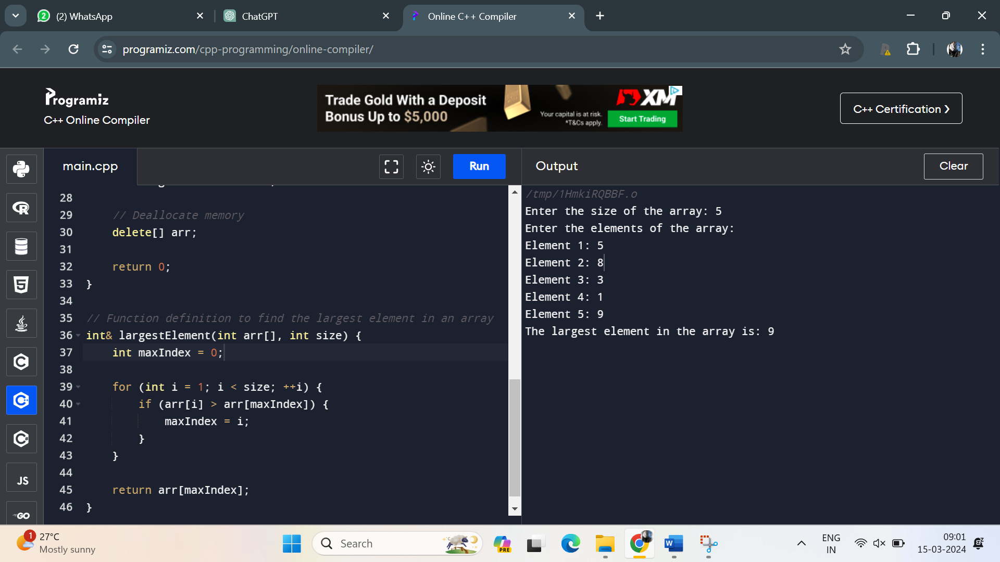 2
(2) WhatsApp
ChatGPT
Online C++ Compiler
programiz.com/cpp-programming/online-compiler/
Programiz
C++ Online Compiler
Trade Gold With a Deposit
Bonus Up to $5,000
Your capital is at risk.
*T&Cs apply.
XM
Start Trading
C++ Certification
main.cpp
Run
Output
Clear
28
29 // Deallocate memory
30 delete[] arr;
31
32 return 0;
33 }
34
35 // Function definition to find the largest element in an array
36 int& largestElement(int arr[], int size) {
37 int maxIndex = 0;
38
39 for (int i = 1; i < size; ++i) {
40 if (arr[i] > arr[maxIndex]) {
41 maxIndex = i;
42 }
43 }
44
45 return arr[maxIndex];
46 }
/tmp/1HmkiRQBBF.o
Enter the size of the array: 5
Enter the elements of the array:
Element 1: 5
Element 2: 8
Element 3: 3
Element 4: 1
Element 5: 9
The largest element in the array is: 9
R
5
C
C
C
JS
GO
1
27°C
Mostly sunny
Search
PRE
W
ENG
IN
09:01
15-03-2024